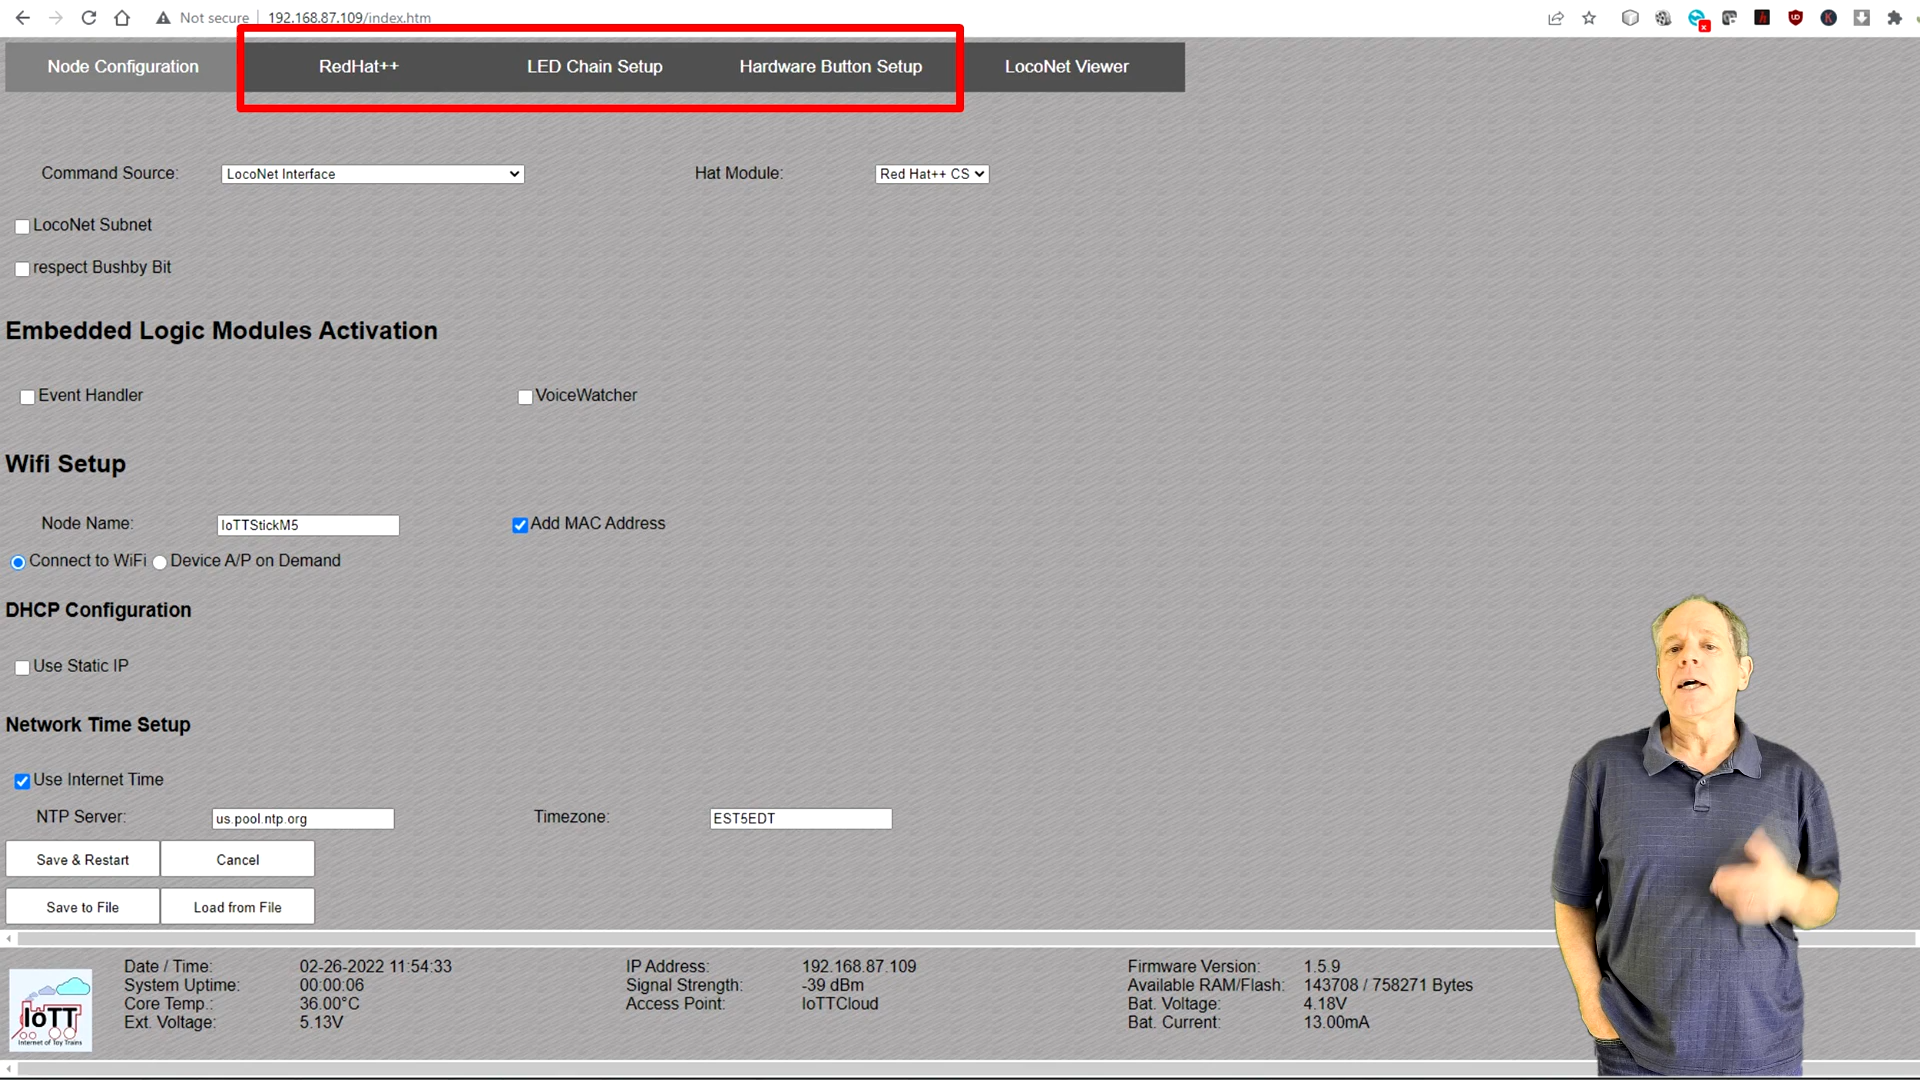 Not secure 192.168.87.109/index.htm
Node Configuration RedHat++ LED Chain Setup Hardware Button Setup LocoNet Viewer
Command Source: LocoNet Interface Hat Module: Red Hat++ CS
LocoNet Subnet
respect Bushby Bit
Embedded Logic Modules Activation
Event Handler VoiceWatcher
Wifi Setup
Node Name: IoTTStickM5 Add MAC Address
Connect to WiFi Device A/P on Demand
DHCP Configuration
Use Static IP
Network Time Setup
Use Internet Time
NTP Server: us.pool.ntp.org Timezone: EST5EDT
Save & Restart Cancel
Save to File Load from File
Date / Time: 02-26-2022 11:54:33 IP Address: 192.168.87.109 Firmware Version: 1.5.9
System Uptime: 00:00:06 Signal Strength: -39 dBm Available RAM/Flash: 143708 / 758271 Bytes
Core Temp.: 36.00°C Access Point: IoTTCloud Bat. Voltage: 4.18V
Ext. Voltage: 5.13V Bat. Current: 13.00mA
IoTT
Internet of Toy Trains